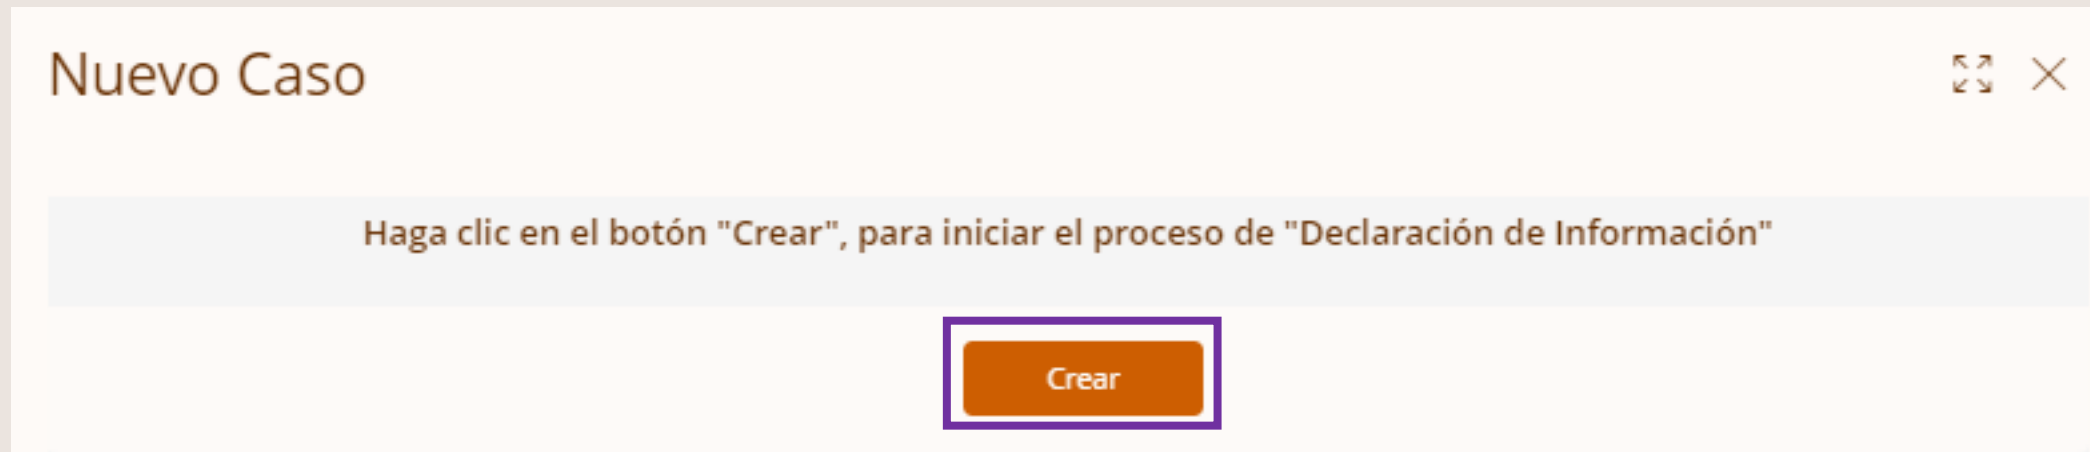 Nuevo Caso
Haga clic en el botón "Crear", para iniciar el proceso de "Declaración de Información"
Crear